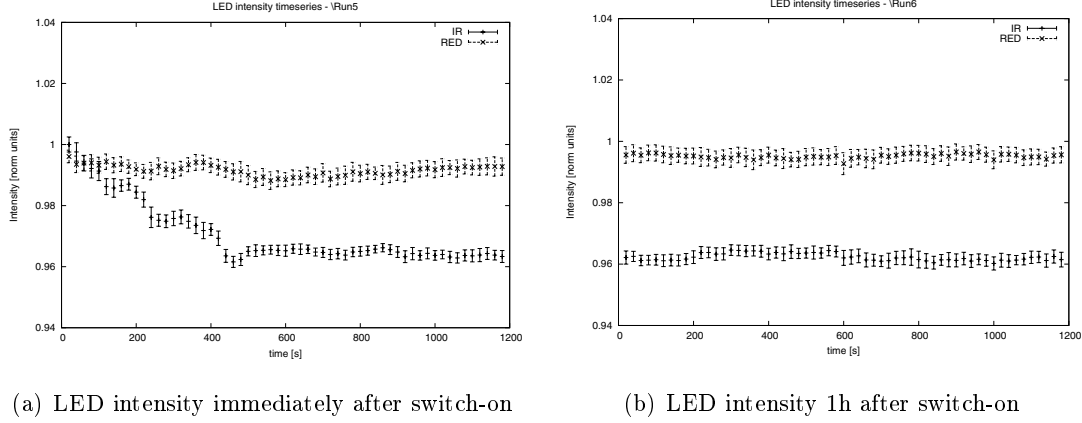 LED intensity timeseries - \Run5
1.04
1.02
1
0.98
0.96
0.94
Intensity [norm units]
IR
RED
0 200 400 600 800 1000 1200
time [s]
(a) LED intensity immediately after switch-on
LED intensity timeseries - \Run6
1.04
1.02
1
0.98
0.96
0.94
Intensity [norm units]
IR
RED
0 200 400 600 800 1000 1200
time [s]
(b) LED intensity 1h after switch-on